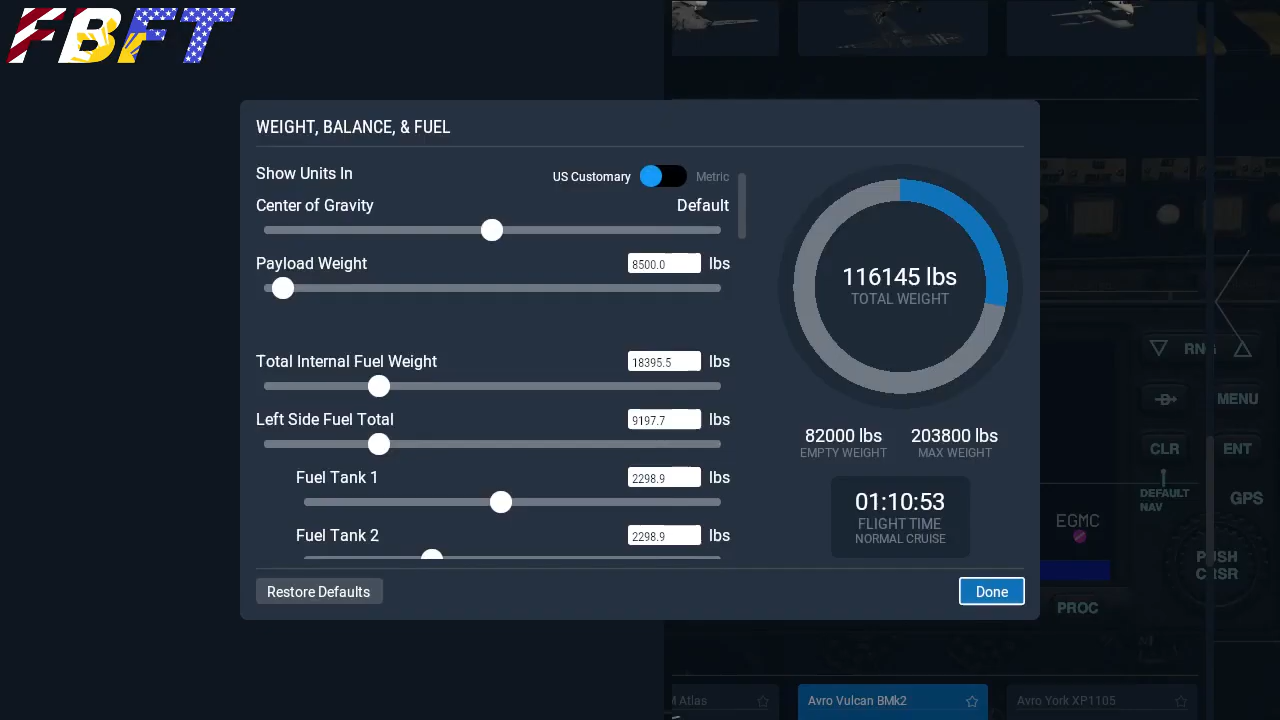 FBFT
WEIGHT, BALANCE, & FUEL
Show Units In
US Customary
Metric
Center of Gravity
Default
Payload Weight
8500.0
lbs
Total Internal Fuel Weight
18395.5
lbs
Left Side Fuel Total
9197.7
lbs
Fuel Tank 1
2298.9
lbs
Fuel Tank 2
2298.9
lbs
116145 lbs
TOTAL WEIGHT
82000 lbs
EMPTY WEIGHT
203800 lbs
MAX WEIGHT
01:10:53
FLIGHT TIME
NORMAL CRUISE
Restore Defaults
Done
RNG
D
MENU
CLR
ENT
DEFAULT
NAV
GPS
EGMC
PUSH
CRSR
PROC
M Atlas
Avro Vulcan BMk2
Avro York XP1105